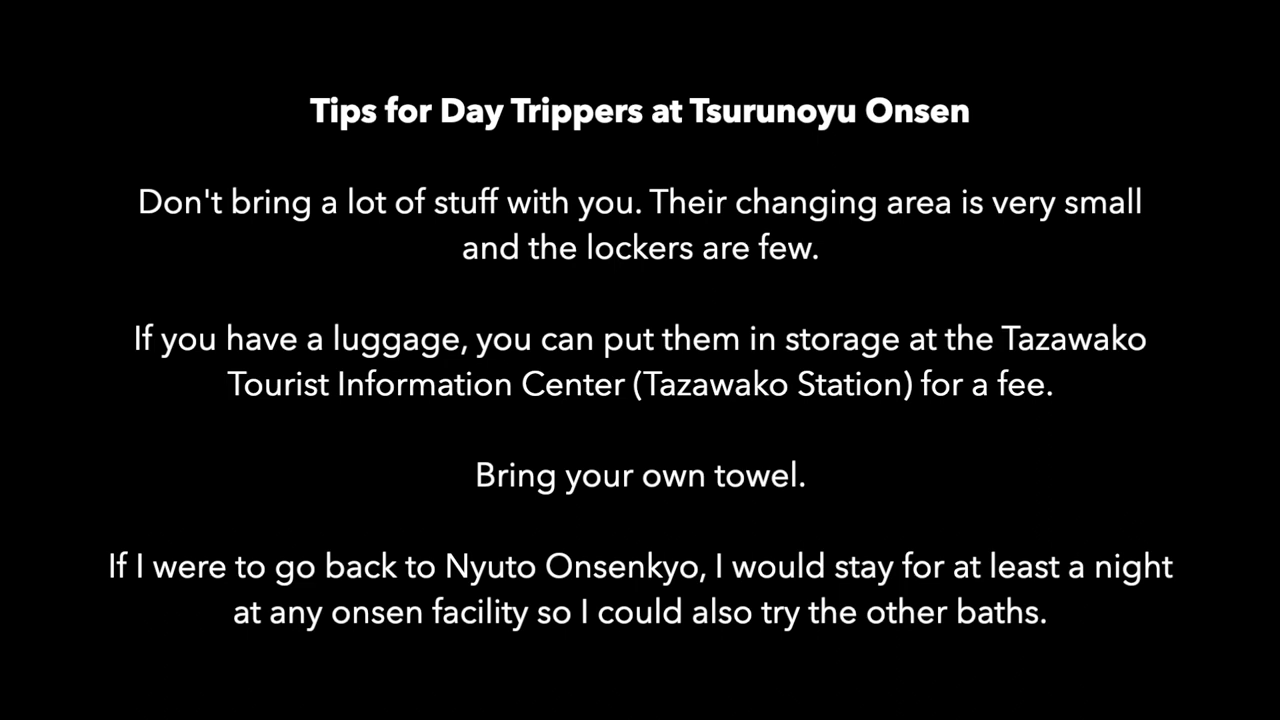 Tips for Day Trippers at Tsurunoyu Onsen
Don't bring a lot of stuff with you. Their changing area is very small
and the lockers are few.
If you have a luggage, you can put them in storage at the Tazawako
Tourist Information Center (Tazawako Station) for a fee.
Bring your own towel.
If I were to go back to Nyuto Onsenkyo, I would stay for at least a night
at any onsen facility so I could also try the other baths.